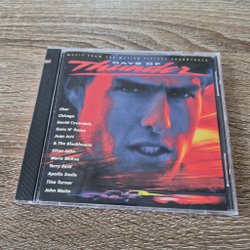 MUSIC FROM THE MOTION PICTURE SOUNDTRACK
DAYS OF
Thunder
Cher
Chicago
David Coverdale
Guns N' Roses
Joan Jett
& The Blackhearts
Elton John
Maria McKee
Terry Reid
Apollo Smile
Tina Turner
John Waite